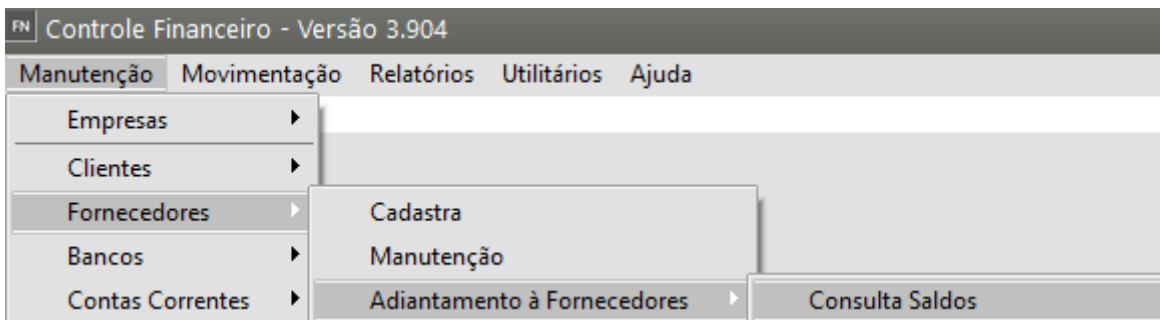 FN Controle Financeiro - Versão 3.904
Manutenção Movimentação Relatórios Utilitários Ajuda
Empresas
Clientes
Fornecedores Cadastra
Bancos Manutenção
Contas Correntes Adiantamento à Fornecedores Consulta Saldos